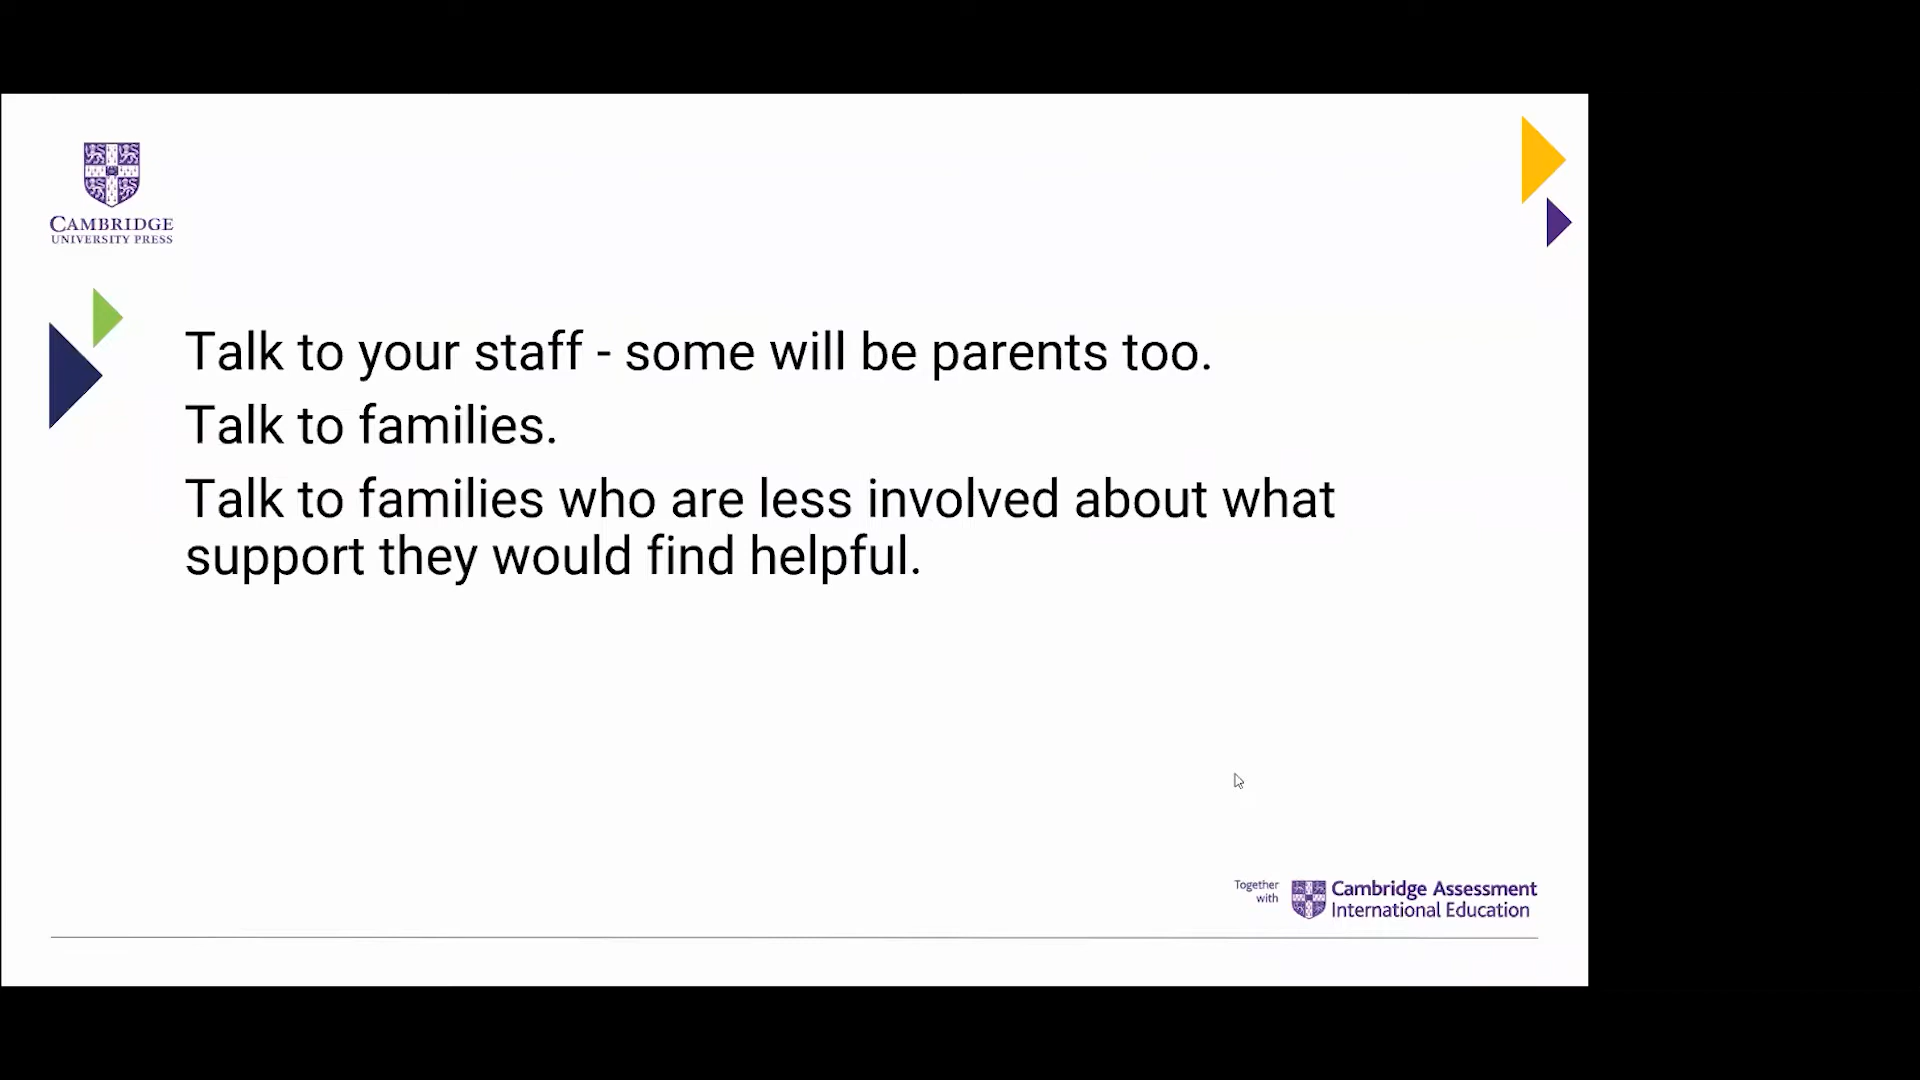 CAMBRIDGE
UNIVERSITY PRESS
Talk to your staff - some will be parents too.
Talk to families.
Talk to families who are less involved about what
support they would find helpful.
Together
with
Cambridge Assessment
International Education